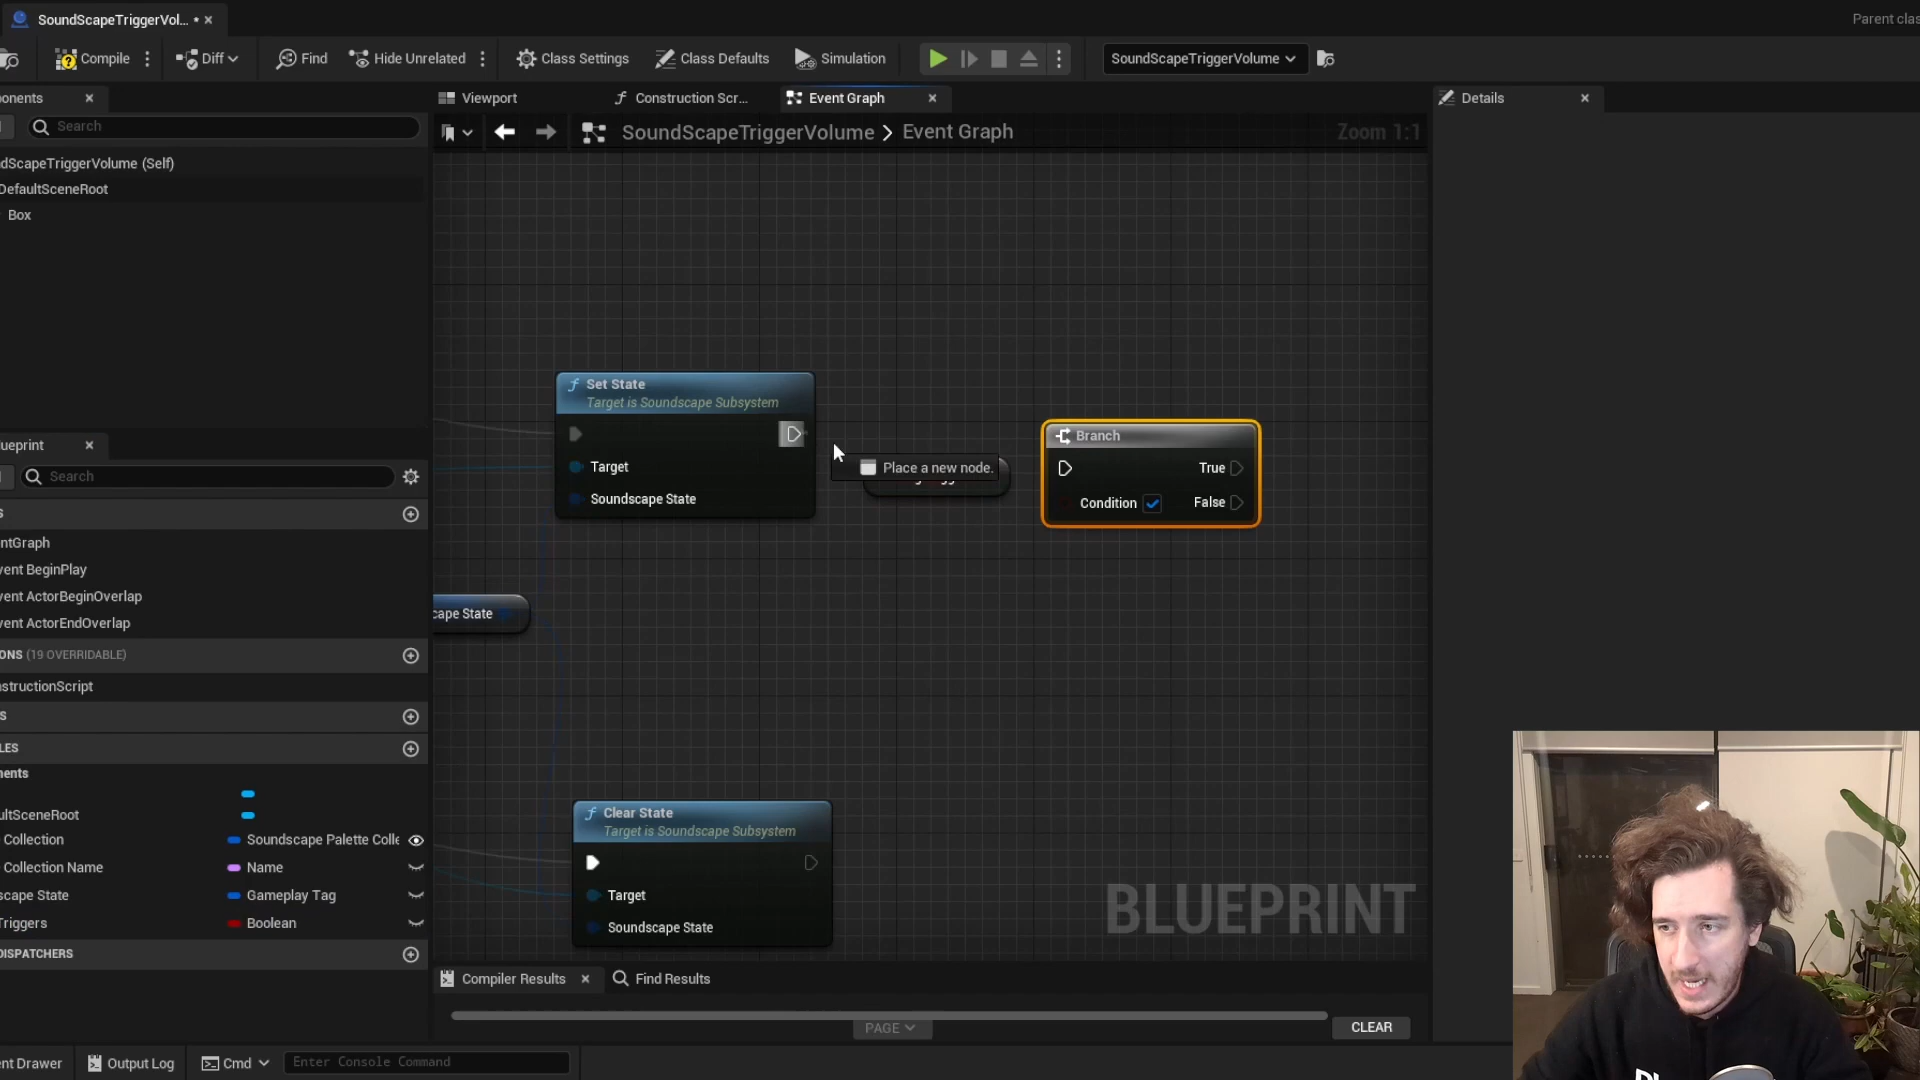 SoundScapeTriggerVol... •
Parent clas
Compile
Diff
Find
Hide Unrelated
Class Settings
Class Defaults
Simulation
SoundScapeTriggerVolume
onents
Viewport
Construction Scr...
Event Graph
Details
Search
SoundScapeTriggerVolume > Event Graph
Zoom 1:1
dScapeTriggerVolume (Self)
DefaultSceneRoot
Box
Set State
Target is Soundscape Subsystem
Target
Soundscape State
Place a new node.
Branch
True
Condition
False
lueprint
Search
S
ntGraph
vent BeginPlay
vent ActorBeginOverlap
vent ActorEndOverlap
cape State
ONS (19 OVERRIDABLE)
nstructionScript
S
LES
nents
ultSceneRoot
Collection
Soundscape Palette Colle
Collection Name
Name
scape State
Gameplay Tag
Triggers
Boolean
DISPATCHERS
Clear State
Target is Soundscape Subsystem
Target
Soundscape State
BLUEPRINT
Compiler Results
Find Results
PAGE
CLEAR
ent Drawer
Output Log
Cmd
Enter Console Command